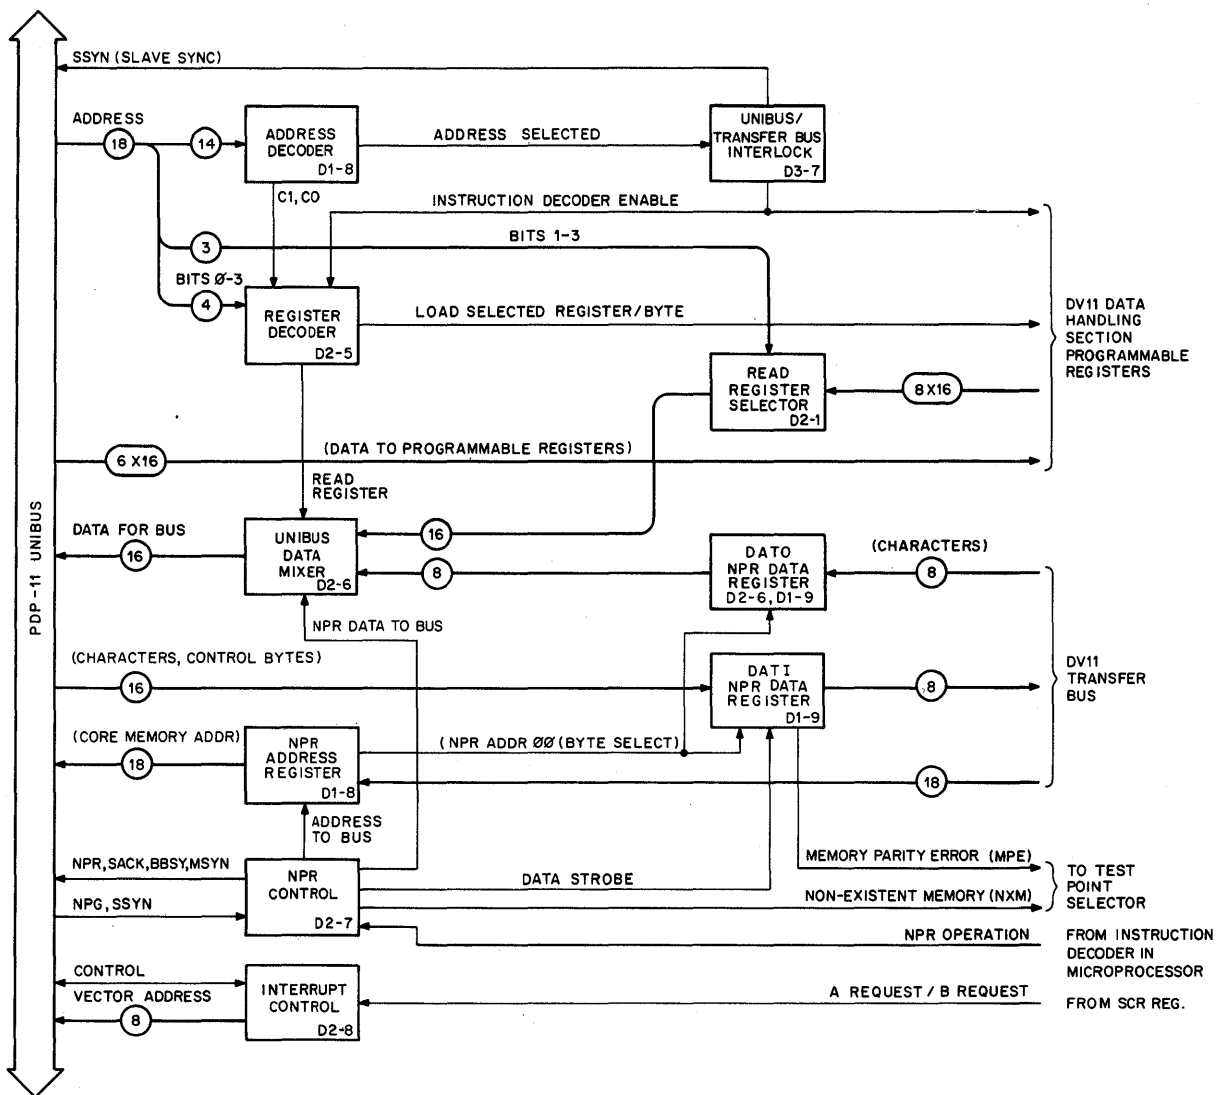 SSYN (SLAVE SYNC)
ADDRESS
18
14
ADDRESS
DECODER
D1-8
ADDRESS SELECTED
UNIBUS/
TRANSFER BUS
INTERLOCK
D3-7
C1, C0
INSTRUCTION DECODER ENABLE
3
BITS 1-3
BITS Ø-3
4
REGISTER
DECODER
D2-5
LOAD SELECTED REGISTER/BYTE
DV11 DATA
HANDLING
SECTION
PROGRAMMABLE
REGISTERS
READ
REGISTER
SELECTOR
D2-1
8X16
6 X16
(DATA TO PROGRAMMABLE REGISTERS)
READ
REGISTER
PDP-11 UNIBUS
DATA FOR BUS
16
UNIBUS
DATA
MIXER
D2-6
16
8
DATO
NPR DATA
REGISTER
D2-6, D1-9
(CHARACTERS)
8
NPR DATA TO BUS
(CHARACTERS, CONTROL BYTES)
16
DATI
NPR DATA
REGISTER
D1-9
8
DV11
TRANSFER
BUS
(CORE MEMORY ADDR)
18
NPR
ADDRESS
REGISTER
D1-8
(NPR ADDR ØØ (BYTE SELECT)
18
ADDRESS
TO BUS
NPR, SACK, BBSY, MSYN
NPG, SSYN
NPR
CONTROL
D2-7
DATA STROBE
MEMORY PARITY ERROR (MPE)
NON-EXISTENT MEMORY (NXM)
TO TEST
POINT
SELECTOR
NPR OPERATION
FROM INSTRUCTION
DECODER IN
MICROPROCESSOR
CONTROL
VECTOR ADDRESS
8
INTERRUPT
CONTROL
D2-8
A REQUEST / B REQUEST
FROM SCR REG.